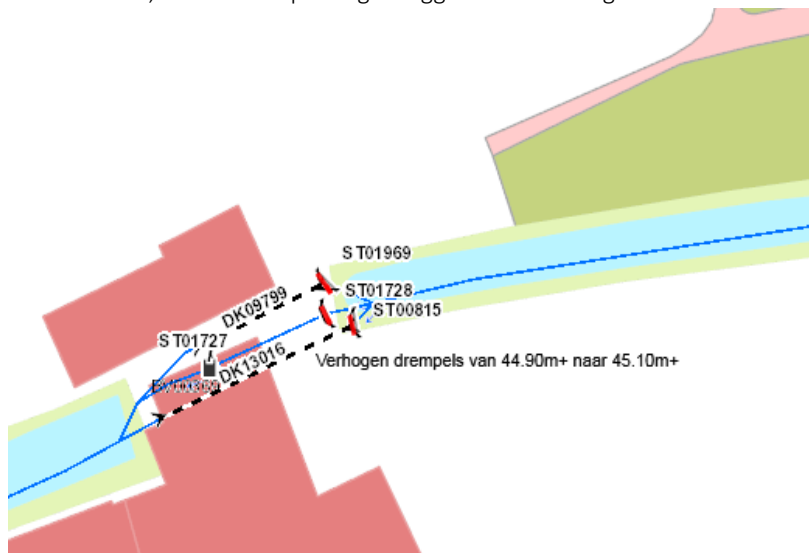 ST01969
DK09799
ST01728
ST00815
ST01727
DK13016
Verhogen drempels van 44.90m+ naar 45.10m+